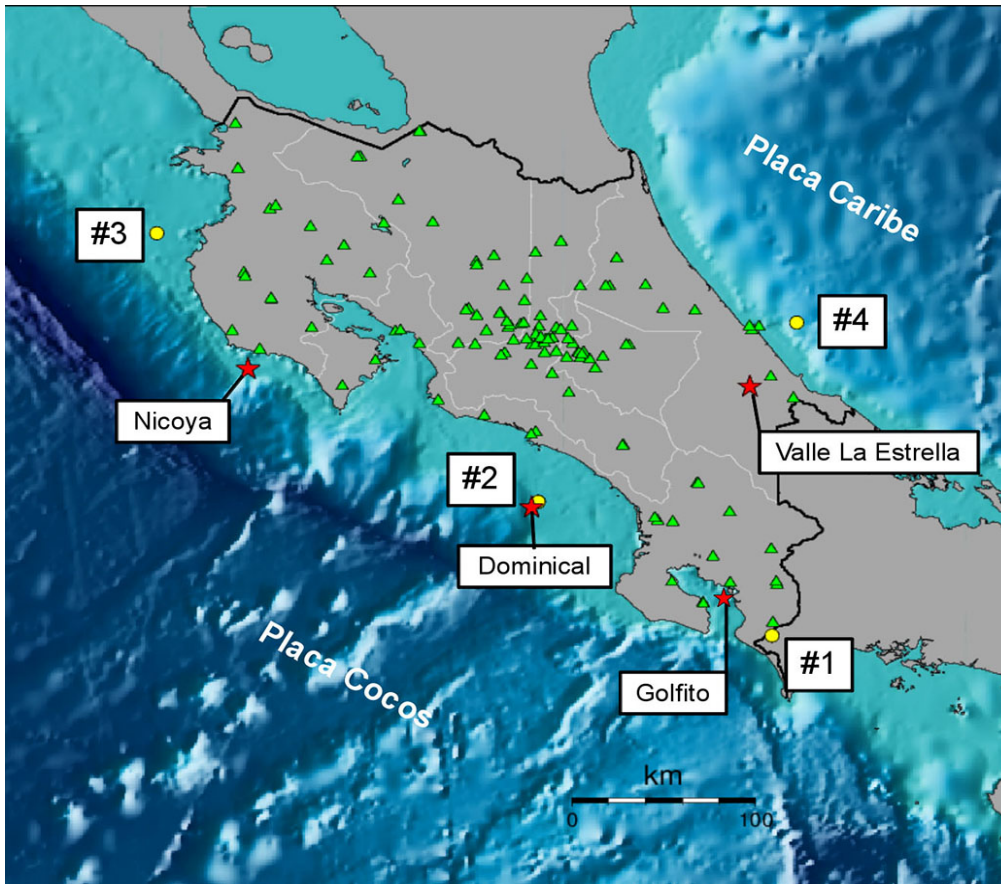 Placa Caribe
#3
#4
Nicoya
Valle La Estrella
#2
Dominical
Placa Cocos
#1
Golfito
km
0 100